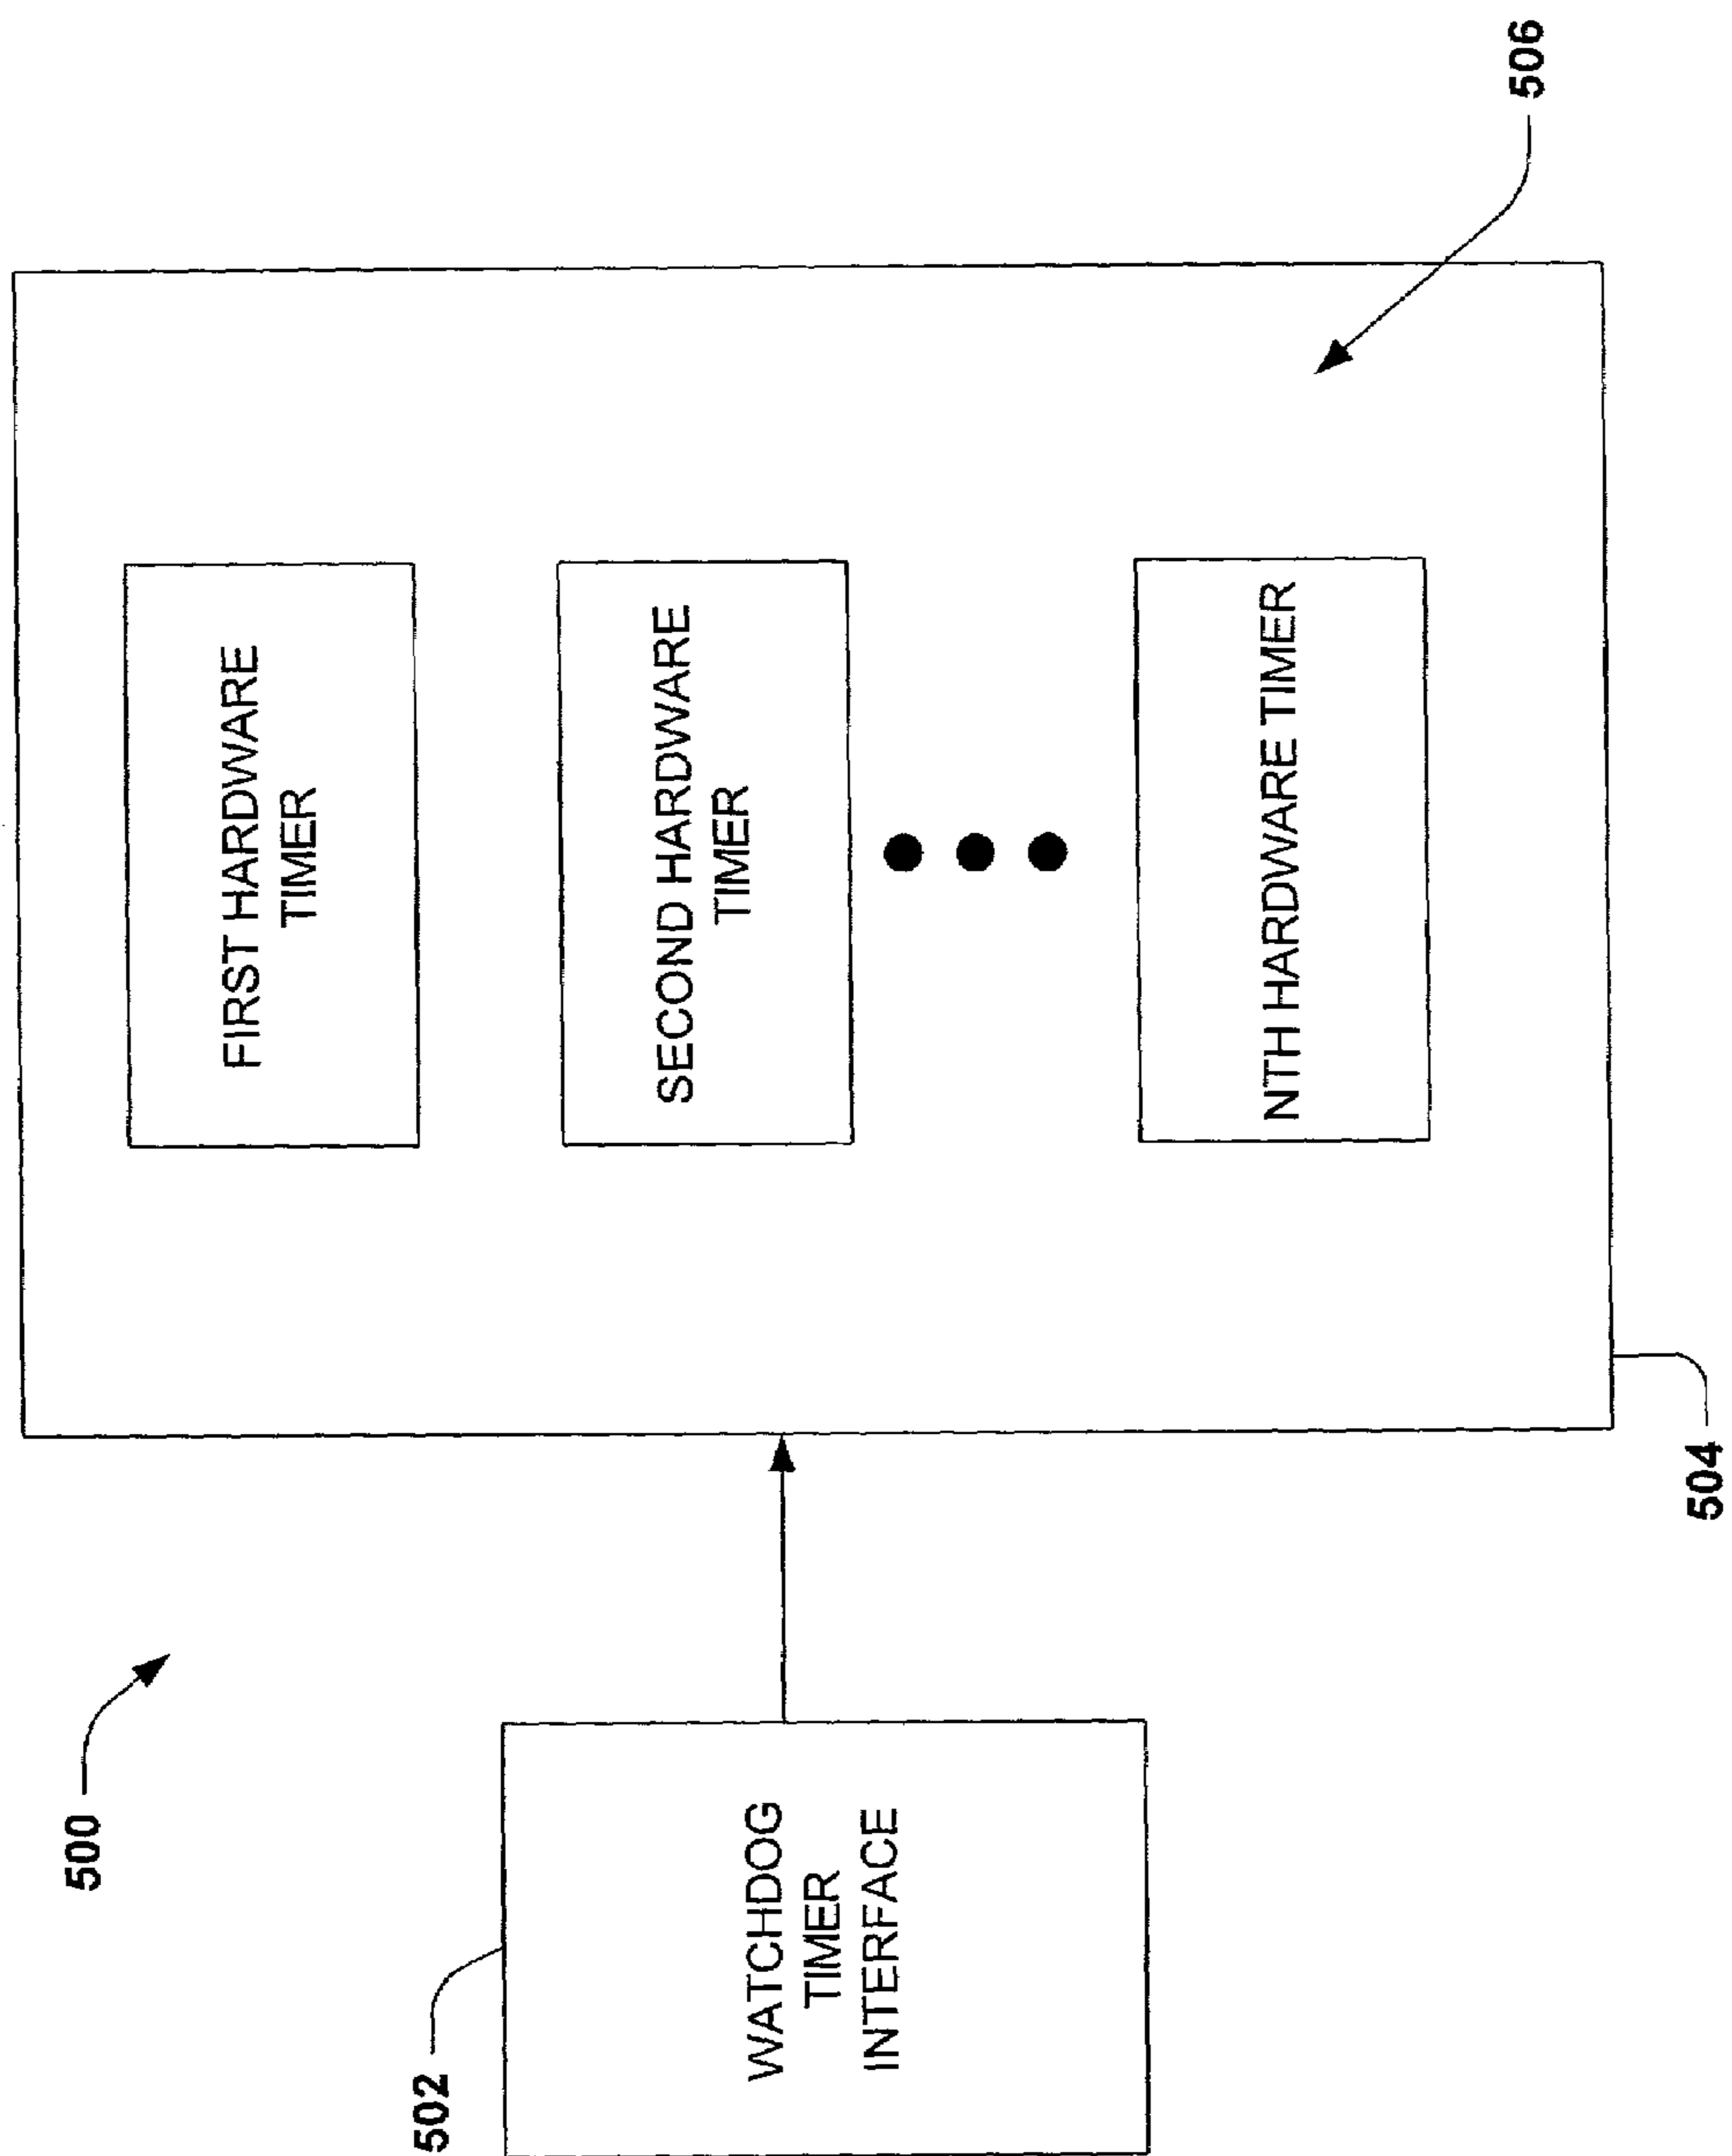 500
502
WATCHDOG
TIMER
INTERFACE
FIRST HARDWARE
TIMER
SECOND HARDWARE
TIMER
NTH HARDWARE TIMER
504
506